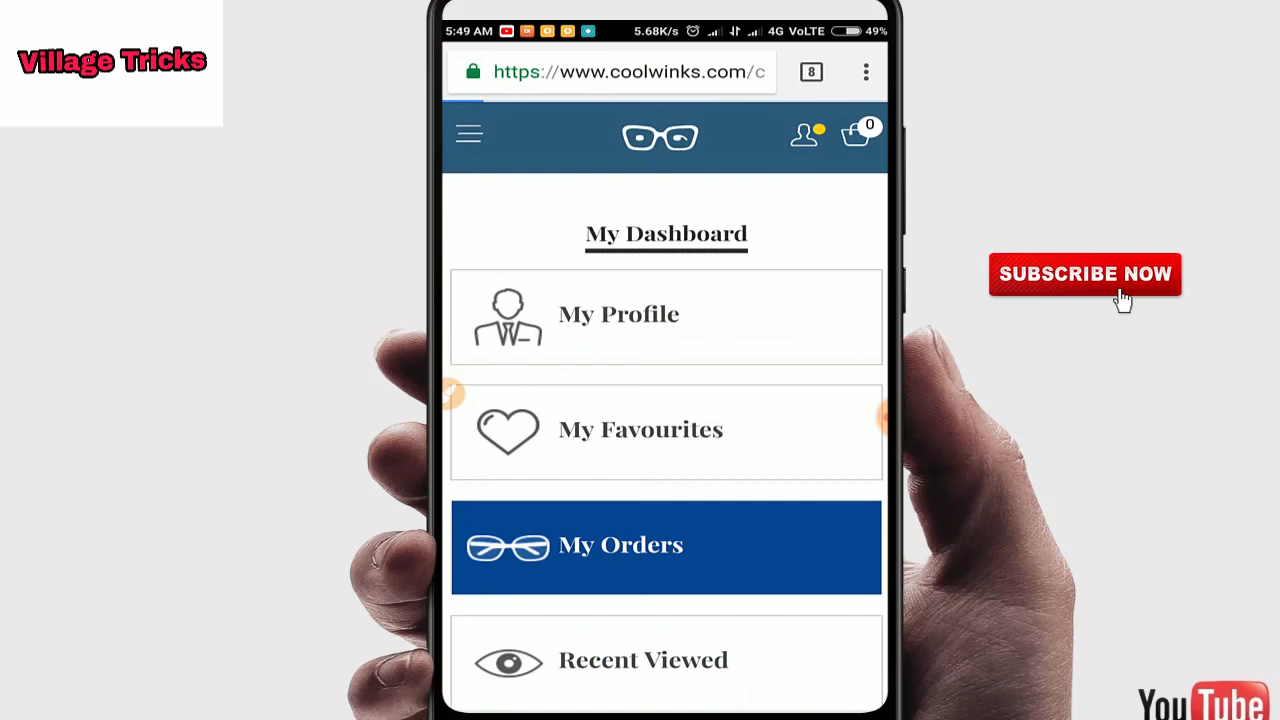 Village Tricks
5:49 AM 5.68K/s 4G VoLTE 49%
https://www.coolwinks.com/c 8
0
My Dashboard
My Profile
SUBSCRIBE NOW
My Favourites
My Orders
Recent Viewed
YouTube